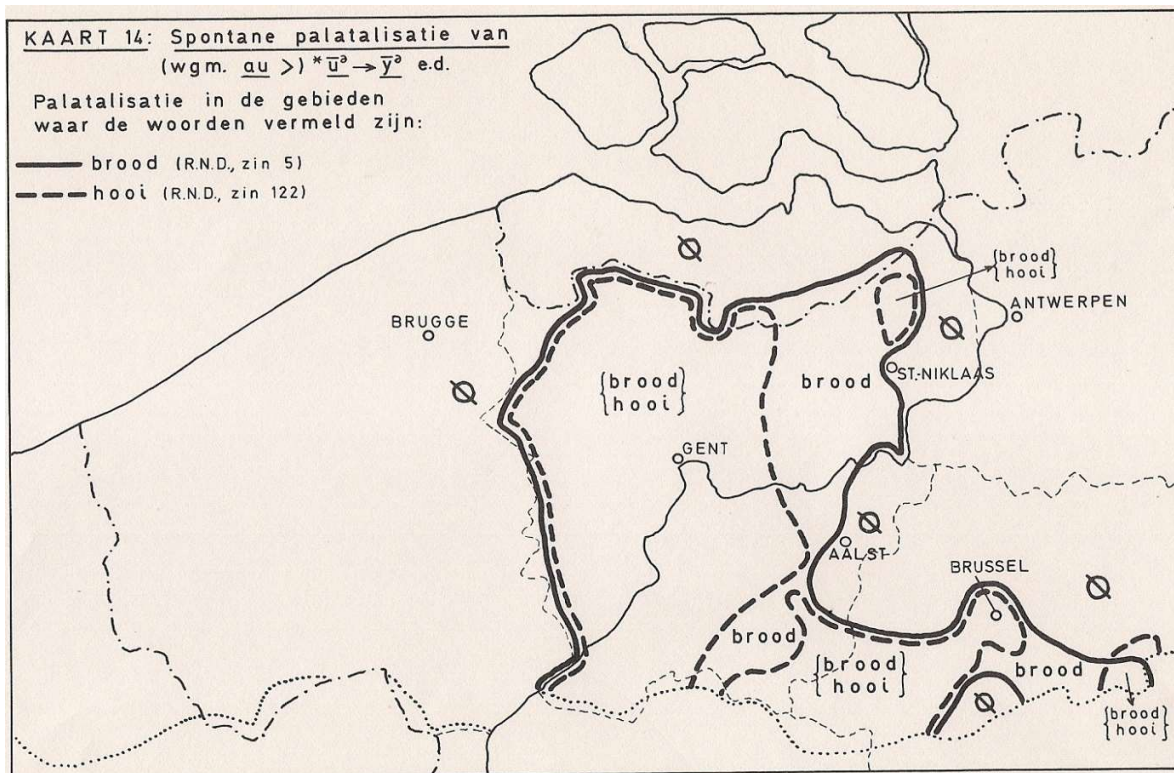 KAART 14: Spontane palatalisatie van
(wgm. au >) *ūᵊ → ȳᵊ e.d.
Palatalisatie in de gebieden
waar de woorden vermeld zijn:
brood (R.N.D., zin 5)
hooi (R.N.D., zin 122)
{brood
hooi}
ANTWERPEN
BRUGGE
ST.-NIKLAAS
{brood
hooi}
brood
GENT
AALST
BRUSSEL
brood
{brood
hooi}
brood
{brood
hooi}